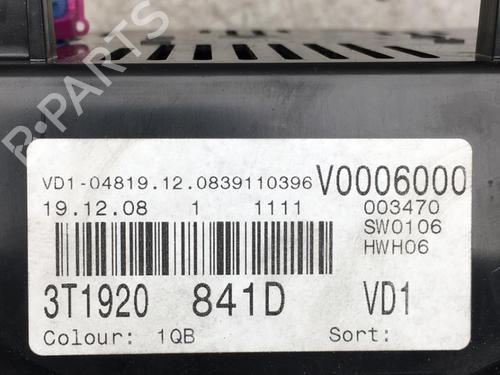 VD1-04819.12.0839110396 V0006000
19.12.08 1 1111 003470
SW0106
HWH06
3T1920 841D VD1
Colour: 1QB Sort:
B-PARTS